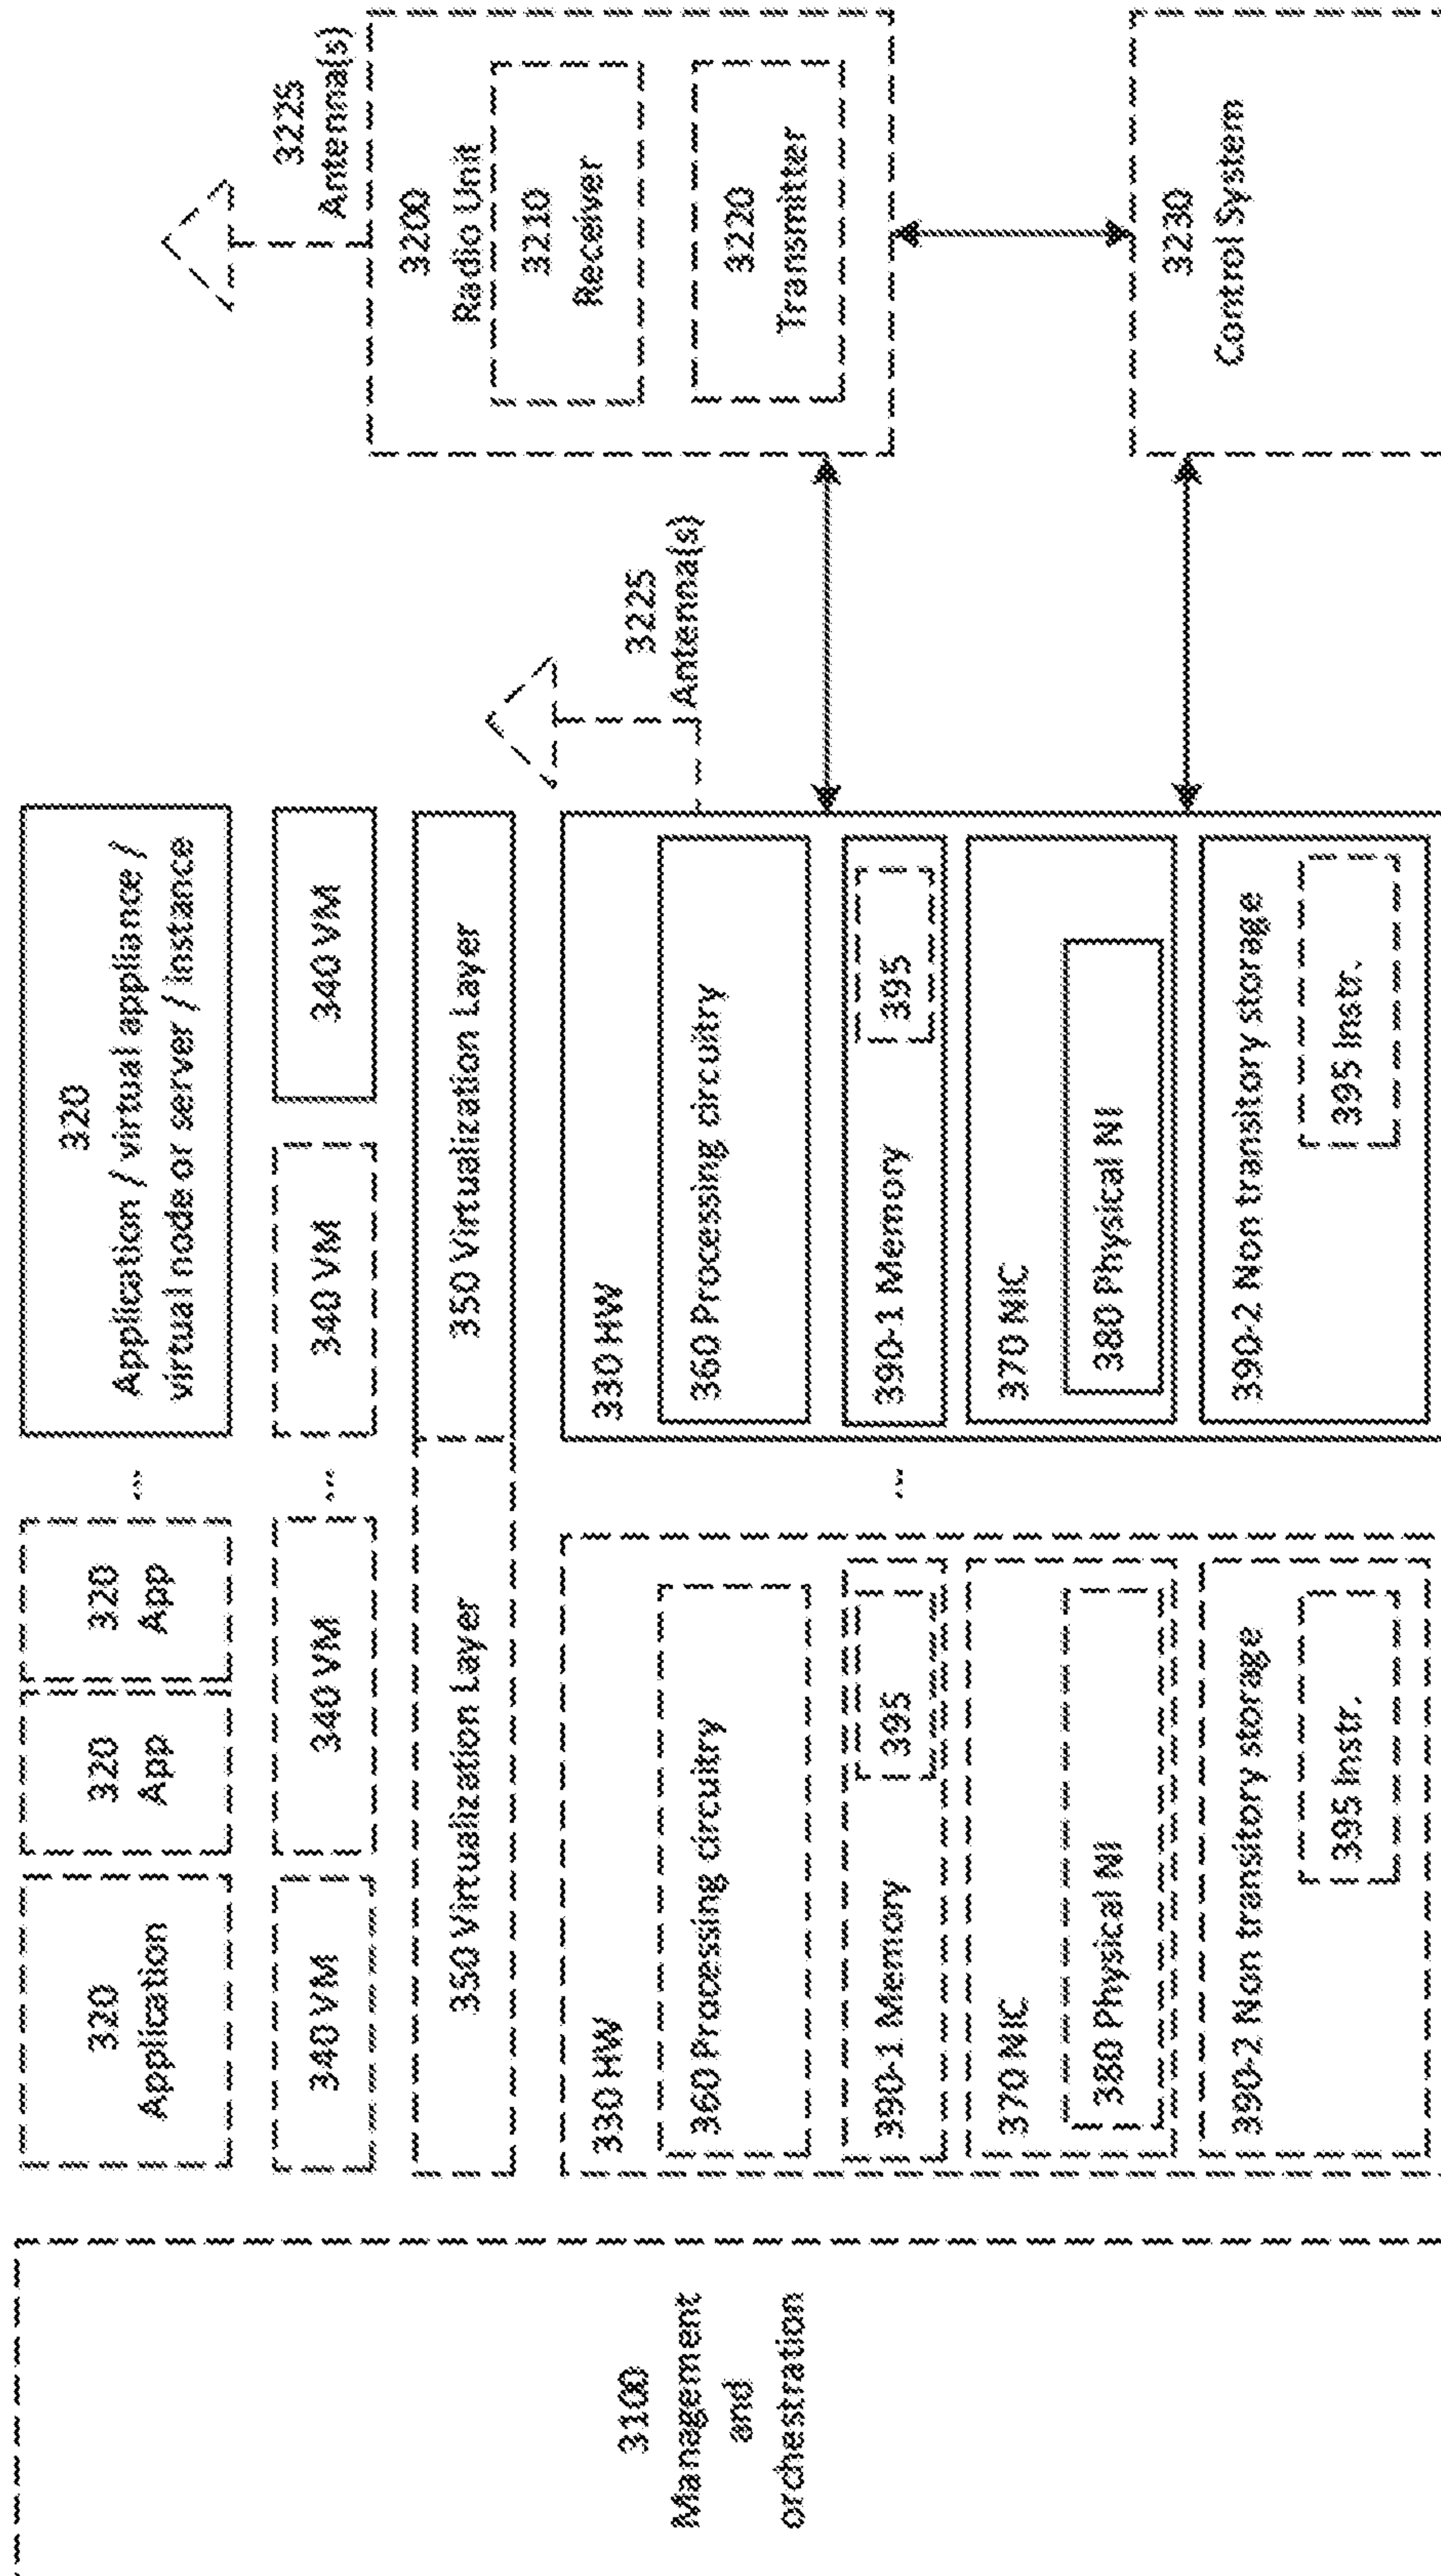 3100
Management
and
orchestration
320
Application
320
App
320
App
...
320
Application / virtual appliance /
virtual node or server / instance
340 VM
340 VM
...
340 VM
340 VM
350 Virtualization Layer
350 Virtualization Layer
330 HW
360 Processing circuitry
390-1 Memory
395
370 NIC
380 Physical NI
390-2 Non transitory storage
395 Instr.
...
330 HW
360 Processing circuitry
390-1 Memory
395
370 NIC
380 Physical NI
390-2 Non transitory storage
395 Instr.
3225
Antenna(s)
3225
Antenna(s)
3200
Radio Unit
3210
Receiver
3220
Transmitter
3230
Control System